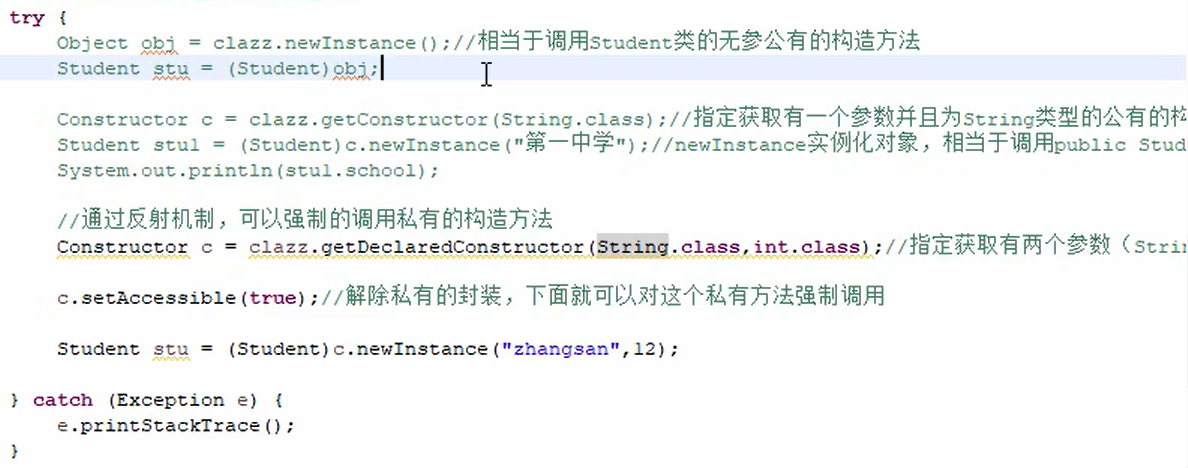 try {
Object obj = clazz.newInstance();//相当于调用Student类的无参公有的构造方法
Student stu = (Student)obj;
Constructor c = clazz.getConstructor(String.class);//指定获取有一个参数并且为String类型的公有的构
Student stu1 = (Student)c.newInstance("第一中学");//newInstance实例化对象，相当于调用public Stud
System.out.println(stu1.school);
//通过反射机制，可以强制的调用私有的构造方法
Constructor c = clazz.getDeclaredConstructor(String.class,int.class);//指定获取有两个参数（Strin
c.setAccessible(true);//解除私有的封装，下面就可以对这个私有方法强制调用
Student stu = (Student)c.newInstance("zhangsan",12);
} catch (Exception e) {
e.printStackTrace();
}